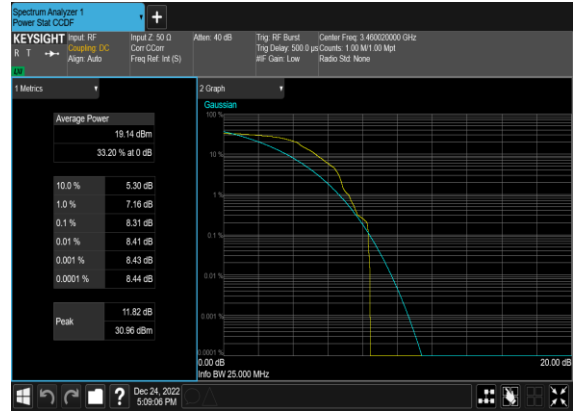 Spectrum Analyzer 1
Power Stat CCDF
KEYSIGHT
R T
LXI
Input: RF
Coupling: DC
Align: Auto
Input Z: 50 Ω
Corr CCorr
Freq Ref: Int (S)
Atten: 40 dB
Trig: RF Burst
Trig Delay: 500.0 µs
#IF Gain: Low
Center Freq: 3.460020000 GHz
Counts: 1.00 M/1.00 Mpt
Radio Std: None
1 Metrics
Average Power
19.14 dBm
33.20 % at 0 dB
10.0 % 5.30 dB
1.0 % 7.16 dB
0.1 % 8.31 dB
0.01 % 8.41 dB
0.001 % 8.43 dB
0.0001 % 8.44 dB
Peak
11.82 dB
30.96 dBm
2 Graph
Gaussian
100 %
10 %
1 %
0.1 %
0.01 %
0.001 %
0.0001 %
0.00 dB 20.00 dB
Info BW 25.000 MHz
?
Dec 24, 2022
5:09:06 PM